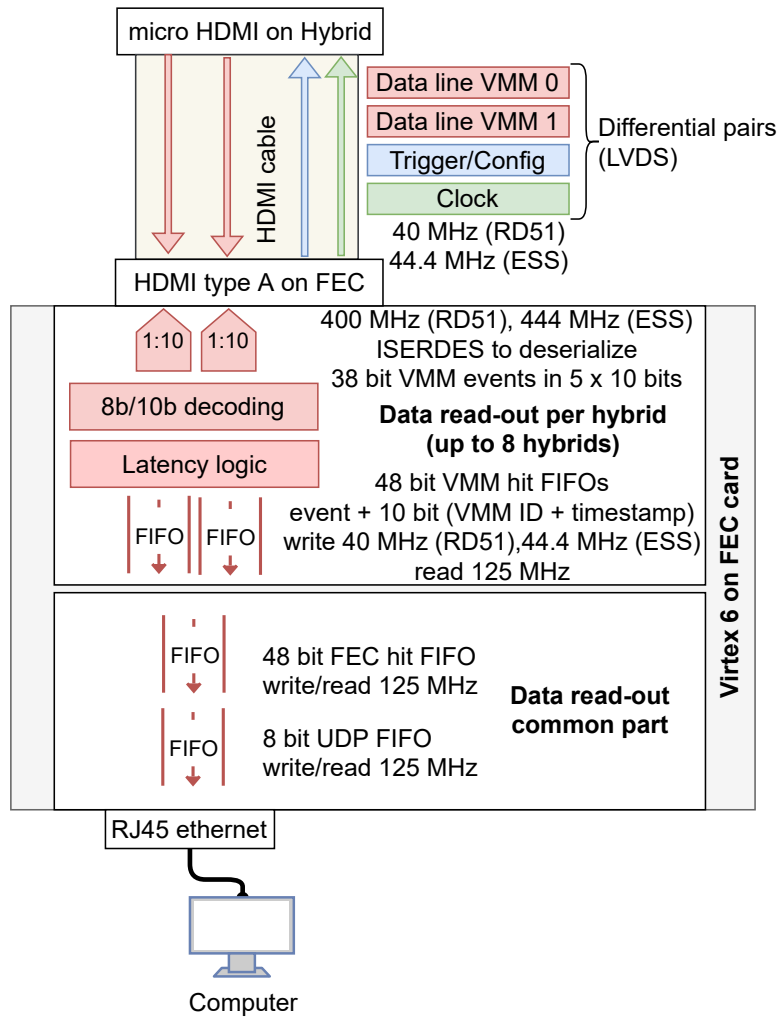 micro HDMI on Hybrid
HDMI cable
Data line VMM 0
Data line VMM 1
Trigger/Config
Clock
Differential pairs
(LVDS)
40 MHz (RD51)
44.4 MHz (ESS)
HDMI type A on FEC
1:10
1:10
400 MHz (RD51), 444 MHz (ESS)
ISERDES to deserialize
38 bit VMM events in 5 x 10 bits
8b/10b decoding
Data read-out per hybrid
(up to 8 hybrids)
Latency logic
48 bit VMM hit FIFOs
event + 10 bit (VMM ID + timestamp)
write 40 MHz (RD51),44.4 MHz (ESS)
read 125 MHz
FIFO
FIFO
Virtex 6 on FEC card
FIFO
48 bit FEC hit FIFO
write/read 125 MHz
Data read-out
common part
FIFO
8 bit UDP FIFO
write/read 125 MHz
RJ45 ethernet
Computer